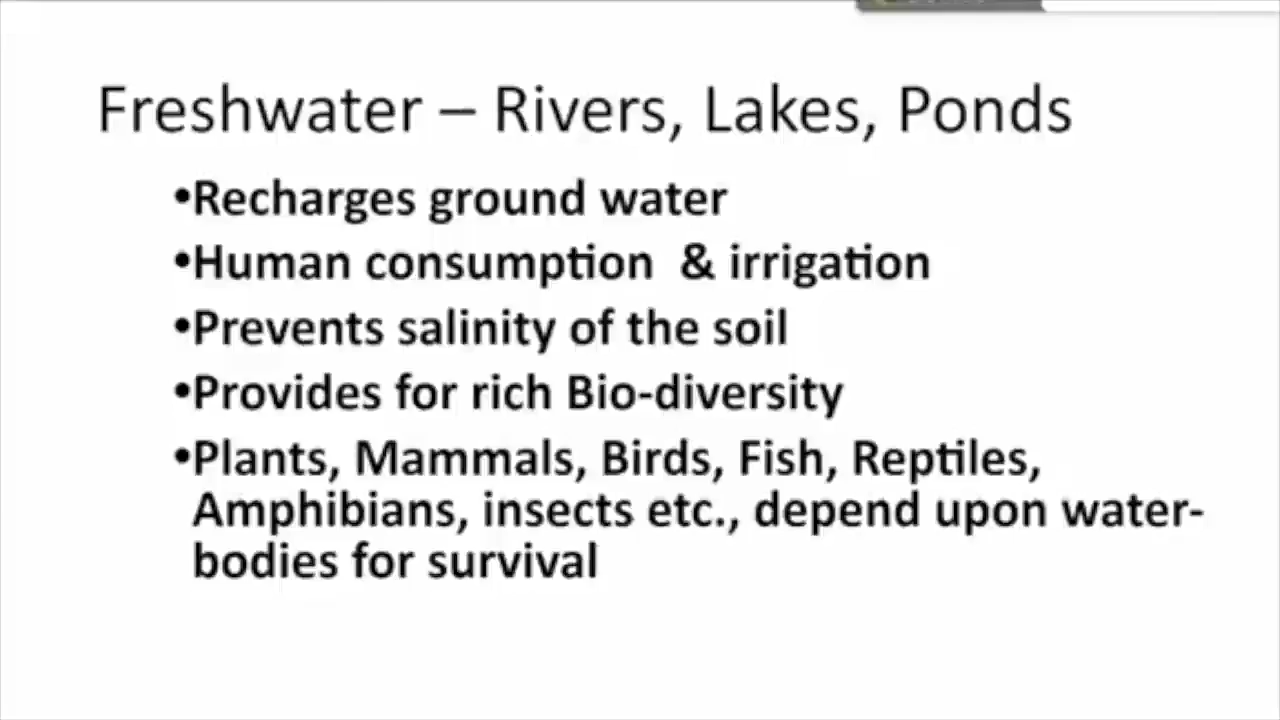 Freshwater – Rivers, Lakes, Ponds
•Recharges ground water
•Human consumption & irrigation
•Prevents salinity of the soil
•Provides for rich Bio-diversity
•Plants, Mammals, Birds, Fish, Reptiles,
Amphibians, insects etc., depend upon water-
bodies for survival